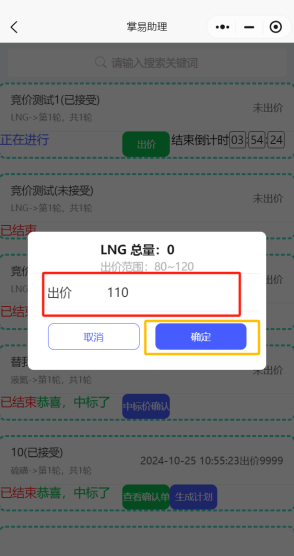 掌易助理
请输入搜索关键词
竞价测试1(已接受)
LNG->第1轮，共1轮
未出价
正在进行
出价
结束倒计时03:54:24
竞价测试(未接受)
LNG->第1轮，共1轮
未出价
已结束
LNG 总量：0
出价范围：80~120
出价 110
取消
确定
液氮->第1轮，共1轮
未出价
已结束恭喜，中标了
中标价确认
10(已接受)
硫磺->第1轮，共1轮
2024-10-25 10:55:23出价9999
已结束恭喜，中标了
查看确认单
生成计划